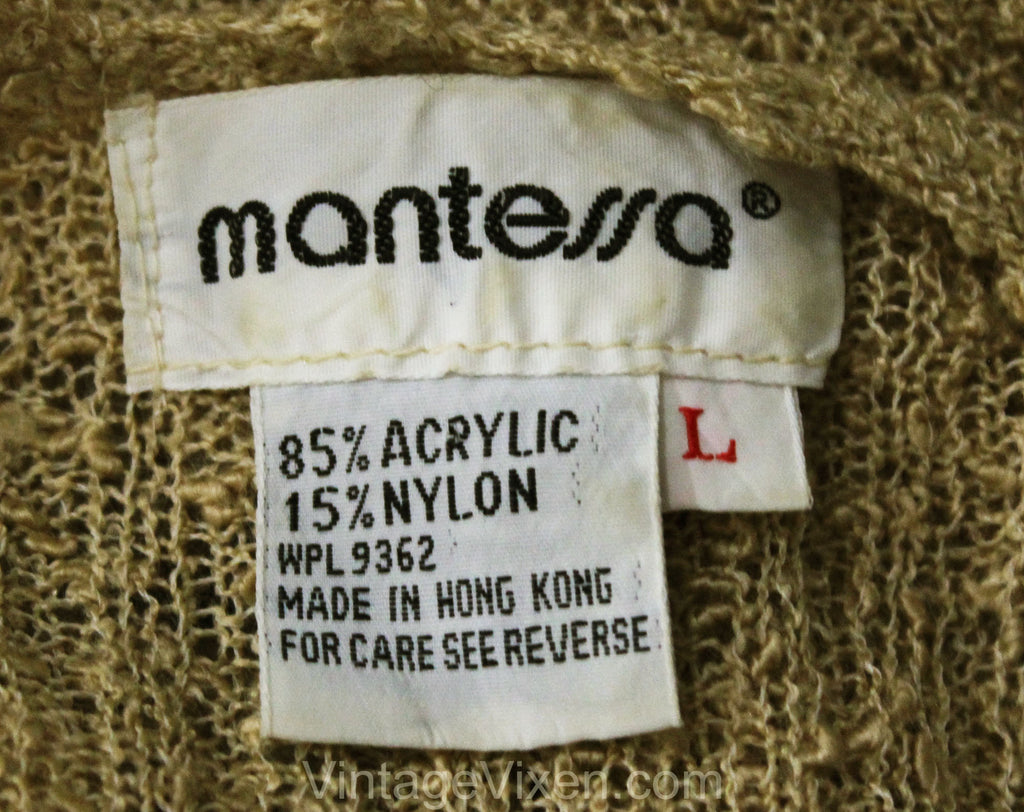 mantessa®
85% ACRYLIC
15% NYLON
WPL 9362
MADE IN HONG KONG
FOR CARE SEE REVERSE
L
VintageVixen.com